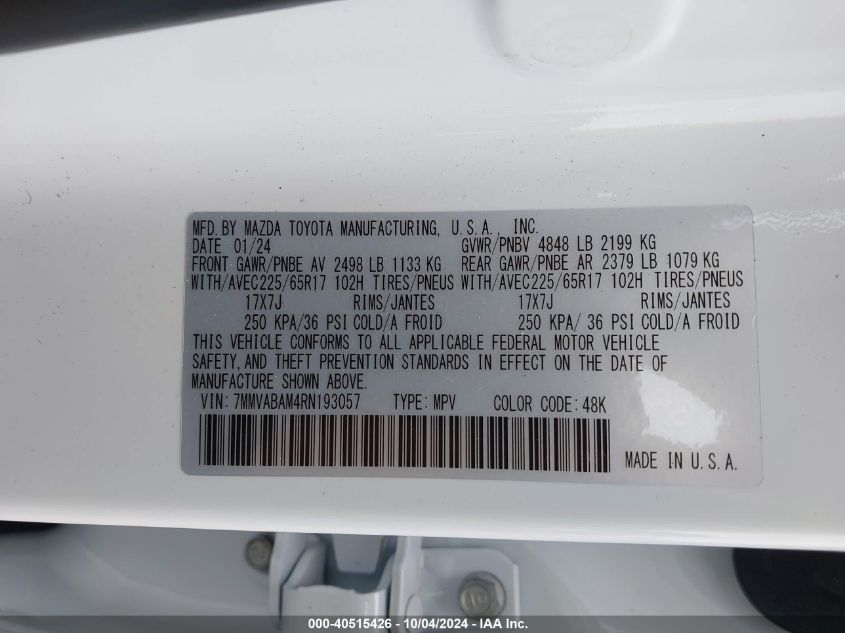 MFD. BY MAZDA TOYOTA MANUFACTURING, U.S.A., INC.
DATE 01/24 GVWR/PNBV 4848 LB 2199 KG
FRONT GAWR/PNBE AV 2498 LB 1133 KG REAR GAWR/PNBE AR 2379 LB 1079 KG
WITH/AVEC225/65R17 102H TIRES/PNEUS WITH/AVEC225/65R17 102H TIRES/PNEUS
17X7J RIMS/JANTES 17X7J RIMS/JANTES
250 KPA/36 PSI COLD/A FROID 250 KPA/ 36 PSI COLD/A FROID
THIS VEHICLE CONFORMS TO ALL APPLICABLE FEDERAL MOTOR VEHICLE
SAFETY, AND THEFT PREVENTION STANDARDS IN EFFECT ON THE DATE OF
MANUFACTURE SHOWN ABOVE.
VIN:7MMVABAM4RN193057 TYPE: MPV COLOR CODE: 48K
MADE IN U.S.A.
000-40515426 - 10/04/2024 - IAA Inc.